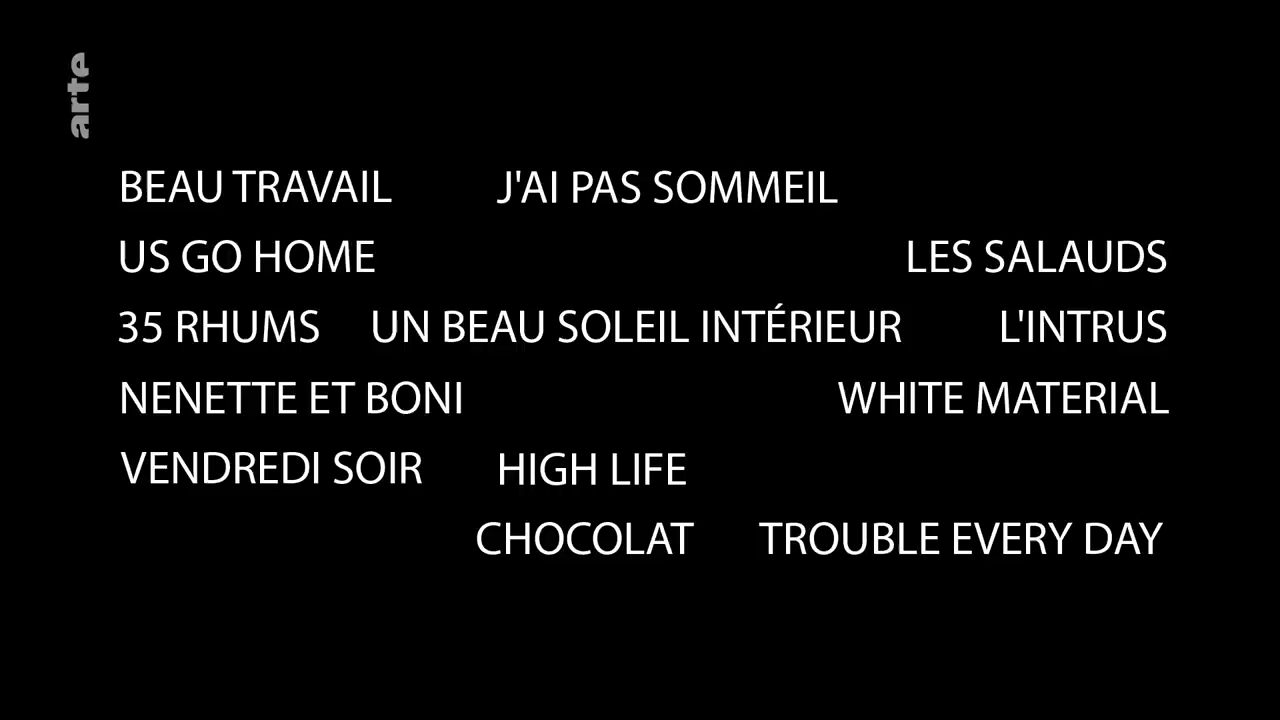 arte
BEAU TRAVAIL J'AI PAS SOMMEIL
US GO HOME LES SALAUDS
35 RHUMS UN BEAU SOLEIL INTÉRIEUR L'INTRUS
NENETTE ET BONI WHITE MATERIAL
VENDREDI SOIR HIGH LIFE
CHOCOLAT TROUBLE EVERY DAY